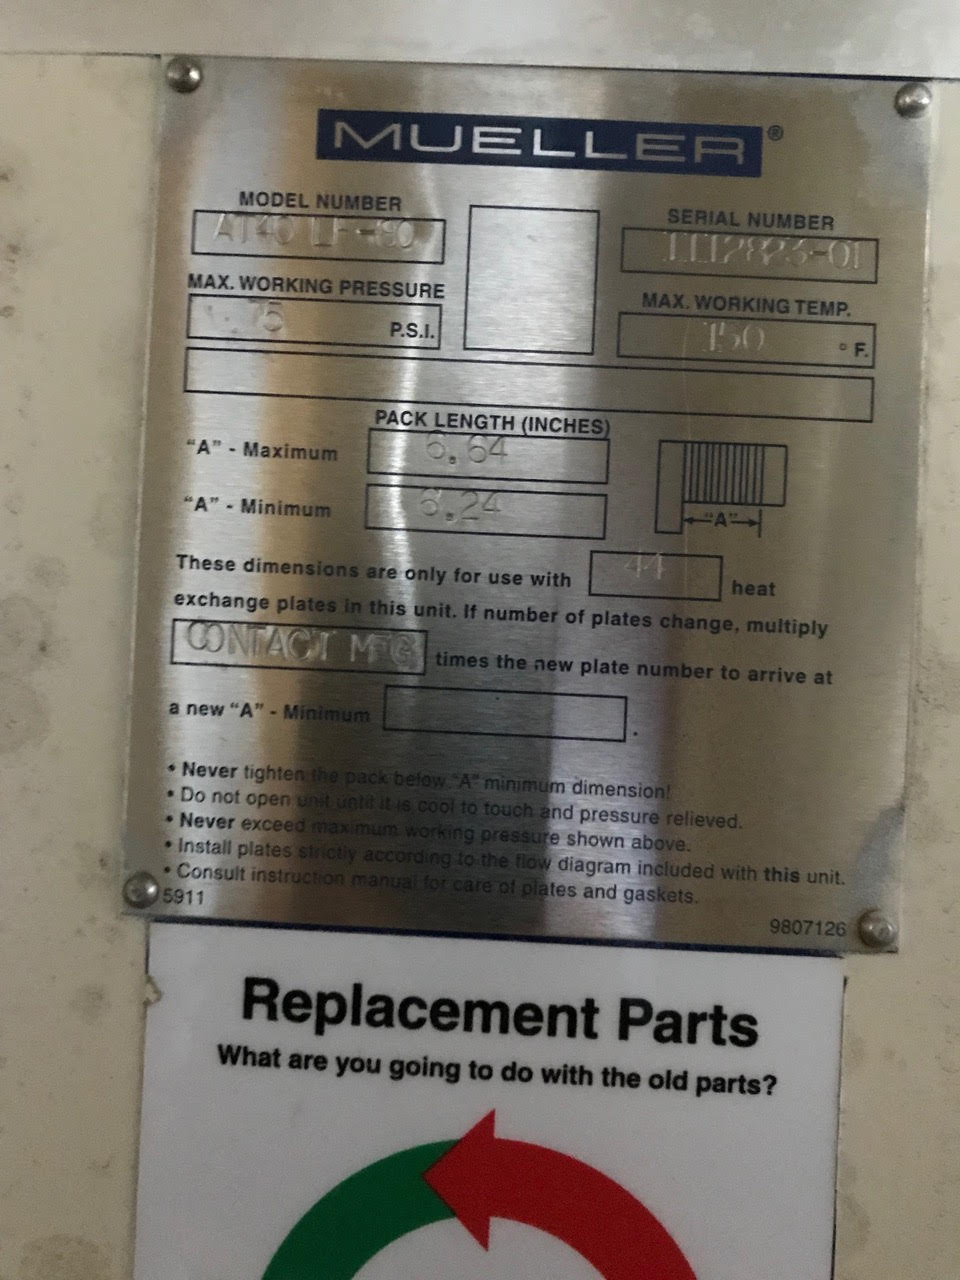 MUELLER®
MODEL NUMBER
SERIAL NUMBER
MAX. WORKING PRESSURE
75 P.S.I.
MAX. WORKING TEMP.
150 ° F.
PACK LENGTH (INCHES)
"A" - Maximum 6.64
"A" - Minimum 6.24
←"A"→
These dimensions are only for use with 44 heat
exchange plates in this unit. If number of plates change, multiply
CONTACT MFG times the new plate number to arrive at
a new "A" - Minimum .
• Never tighten the pack below "A" minimum dimension!
• Do not open unit until it is cool to touch and pressure relieved.
• Never exceed maximum working pressure shown above.
• Install plates strictly according to the flow diagram included with this unit.
• Consult instruction manual for care of plates and gaskets.
5911
9807126
Replacement Parts
What are you going to do with the old parts?